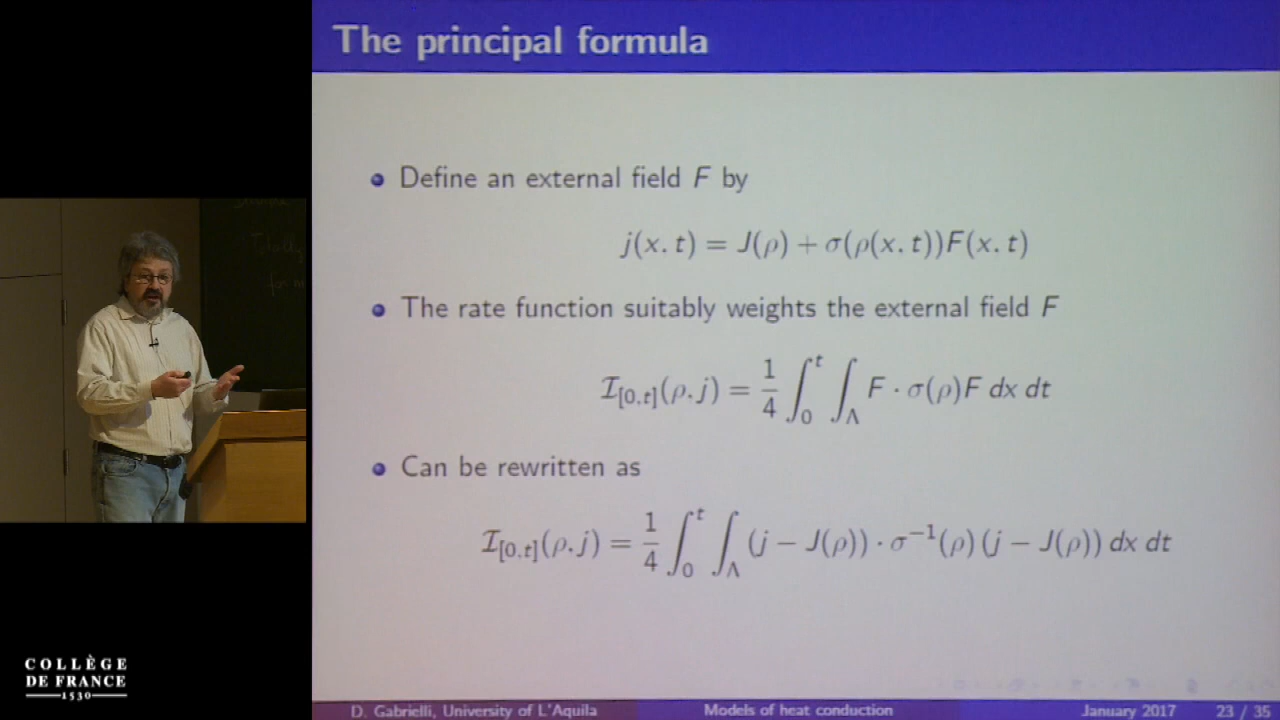 The principal formula
Define an external field F by
j(x, t) = J(ρ) + σ(ρ(x, t))F(x, t)
The rate function suitably weights the external field F
𝓘[0,t](ρ, j) = 1/4 ∫₀ᵗ ∫_Λ F · σ(ρ)F dx dt
Can be rewritten as
𝓘[0,t](ρ, j) = 1/4 ∫₀ᵗ ∫_Λ (j − J(ρ)) · σ⁻¹(ρ)(j − J(ρ)) dx dt
COLLÈGE
DE FRANCE
1530
D. Gabrielli, University of L'Aquila Models of heat conduction January 2017 23 / 35